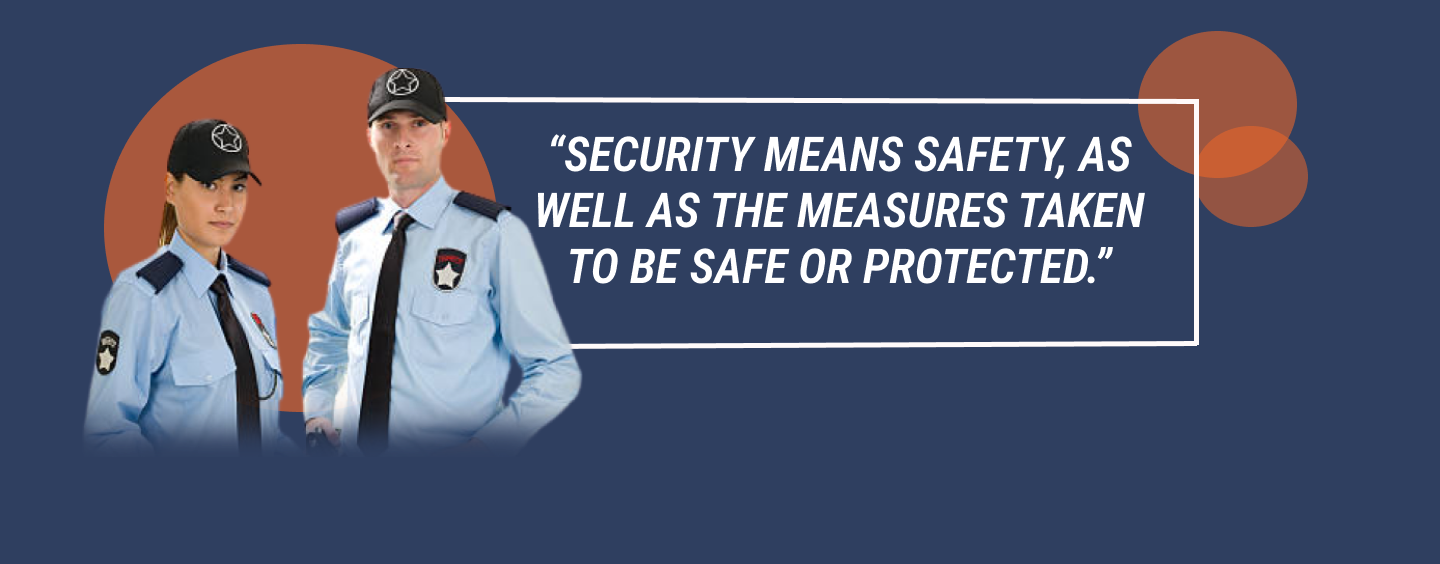 “SECURITY MEANS SAFETY, AS
WELL AS THE MEASURES TAKEN
TO BE SAFE OR PROTECTED.”